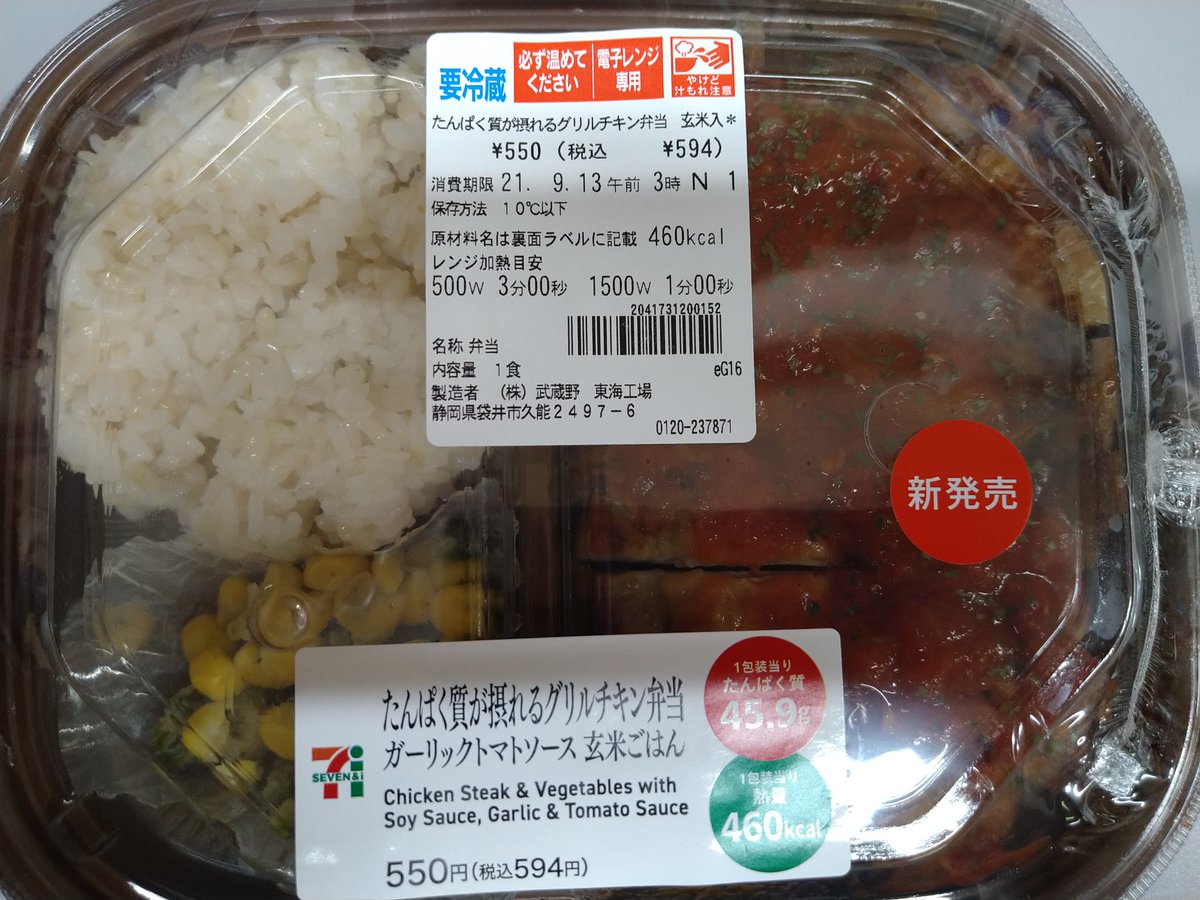 要冷蔵
必ず温めて
ください
電子レンジ
専用
やけど
汁もれ注意
たんぱく質が摂れるグリルチキン弁当 玄米入*
¥550 (税込 ¥594)
消費期限 21. 9.13午前 3時 N 1
保存方法 10℃以下
原材料名は裏面ラベルに記載 460kcal
レンジ加熱目安
500W 3分00秒 1500W 1分00秒
2041731200152
名称 弁当
内容量 1食
eG16
製造者 (株) 武蔵野 東海工場
静岡県袋井市久能2497-6
0120-237871
新発売
たんぱく質が摂れるグリルチキン弁当
ガーリックトマトソース 玄米ごはん
SEVEN&i
Chicken Steak & Vegetables with
Soy Sauce, Garlic & Tomato Sauce
550円(税込594円)
1包装当り
たんぱく質
45.9g
1包装当り
熱量
460kcal